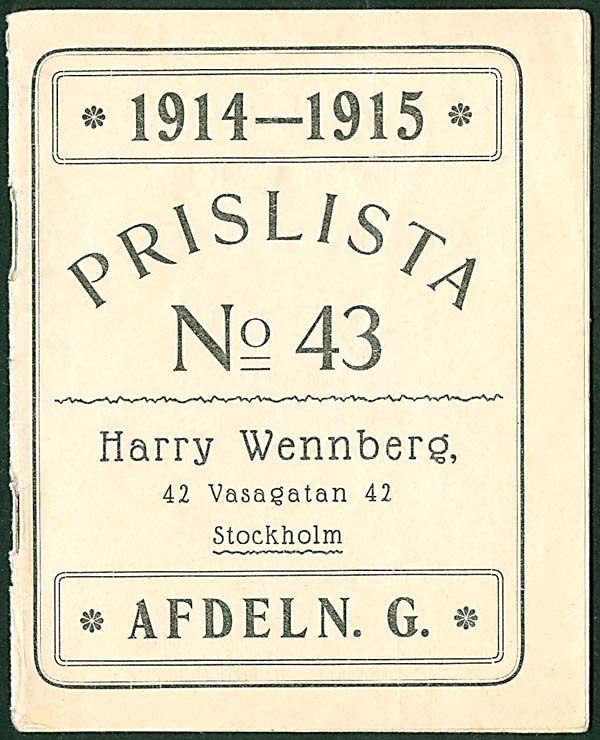 1914—1915
PRISLISTA
No 43
Harry Wennberg,
42 Vasagatan 42
Stockholm
AFDELN. G.